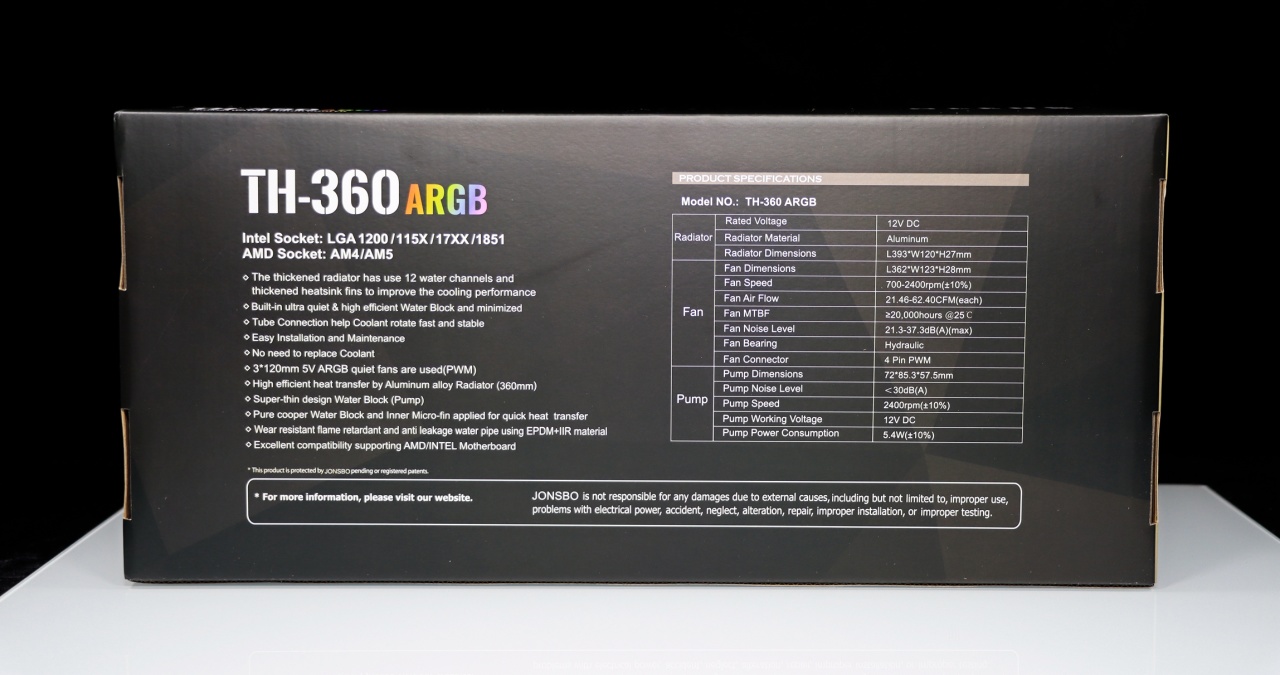 TH-360 ARGB
Intel Socket: LGA 1200/115X/17XX/1851
AMD Socket: AM4/AM5
◇ The thickened radiator has use 12 water channels and
thickened heatsink fins to improve the cooling performance
◇ Built-in ultra quiet & high efficient Water Block and minimized
◇ Tube Connection help Coolant rotate fast and stable
◇ Easy Installation and Maintenance
◇ No need to replace Coolant
◇ 3*120mm 5V ARGB quiet fans are used(PWM)
◇ High efficient heat transfer by Aluminum alloy Radiator (360mm)
◇ Super-thin design Water Block (Pump)
◇ Pure cooper Water Block and Inner Micro-fin applied for quick heat transfer
◇ Wear resistant flame retardant and anti leakage water pipe using EPDM+IIR material
◇ Excellent compatibility supporting AMD/INTEL Motherboard
* This product is protected by JONSBO pending or registered patents.
PRODUCT SPECIFICATIONS
Model NO.: TH-360 ARGB
Radiator
Rated Voltage 12V DC
Radiator Material Aluminum
Radiator Dimensions L393*W120*H27mm
Fan
Fan Dimensions L362*W123*H28mm
Fan Speed 700-2400rpm(±10%)
Fan Air Flow 21.46-62.40CFM(each)
Fan MTBF ≥20,000hours @25℃
Fan Noise Level 21.3-37.3dB(A)(max)
Fan Bearing Hydraulic
Fan Connector 4 Pin PWM
Pump
Pump Dimensions 72*85.3*57.5mm
Pump Noise Level <30dB(A)
Pump Speed 2400rpm(±10%)
Pump Working Voltage 12V DC
Pump Power Consumption 5.4W(±10%)
* For more information, please visit our website.
JONSBO is not responsible for any damages due to external causes, including but not limited to, improper use,
problems with electrical power, accident, neglect, alteration, repair, improper installation, or improper testing.